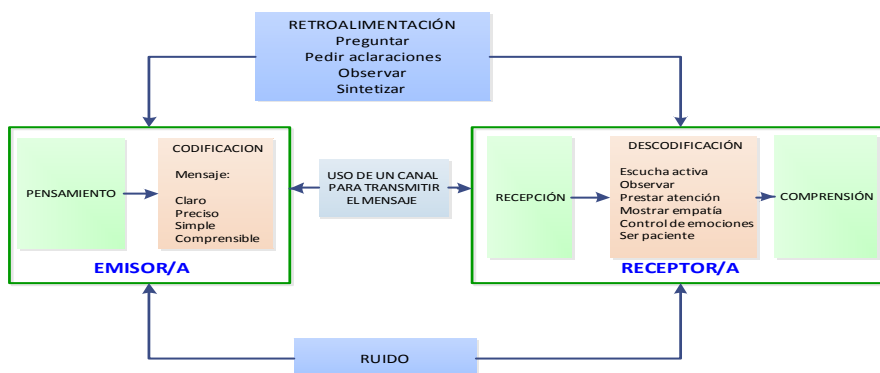 RETROALIMENTACIÓN
Preguntar
Pedir aclaraciones
Observar
Sintetizar
PENSAMIENTO
CODIFICACION
Mensaje:
Claro
Preciso
Simple
Comprensible
EMISOR/A
USO DE UN CANAL
PARA TRANSMITIR
EL MENSAJE
RECEPCIÓN
DESCODIFICACIÓN
Escucha activa
Observar
Prestar atención
Mostrar empatía
Control de emociones
Ser paciente
COMPRENSIÓN
RECEPTOR/A
RUIDO